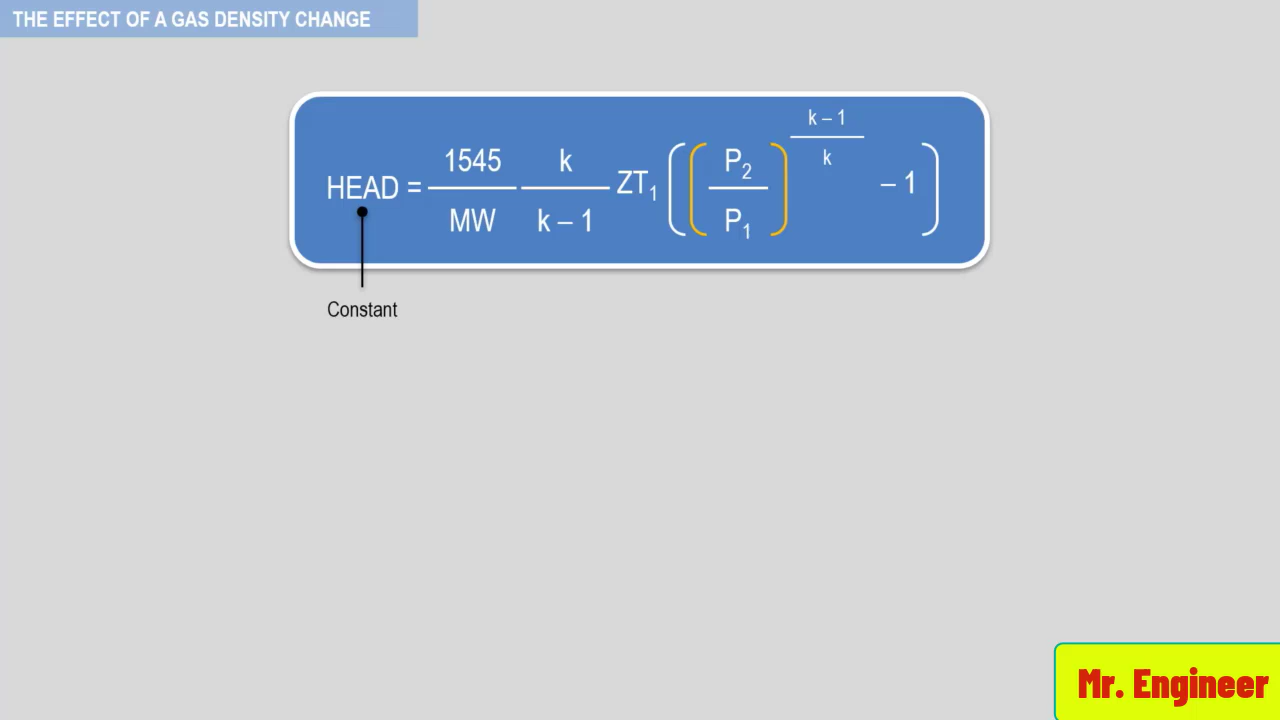 THE EFFECT OF A GAS DENSITY CHANGE
HEAD = 1545/MW k/k – 1 ZT₁ ((P₂/P₁)^(k – 1/k) – 1)
Constant
Mr. Engineer